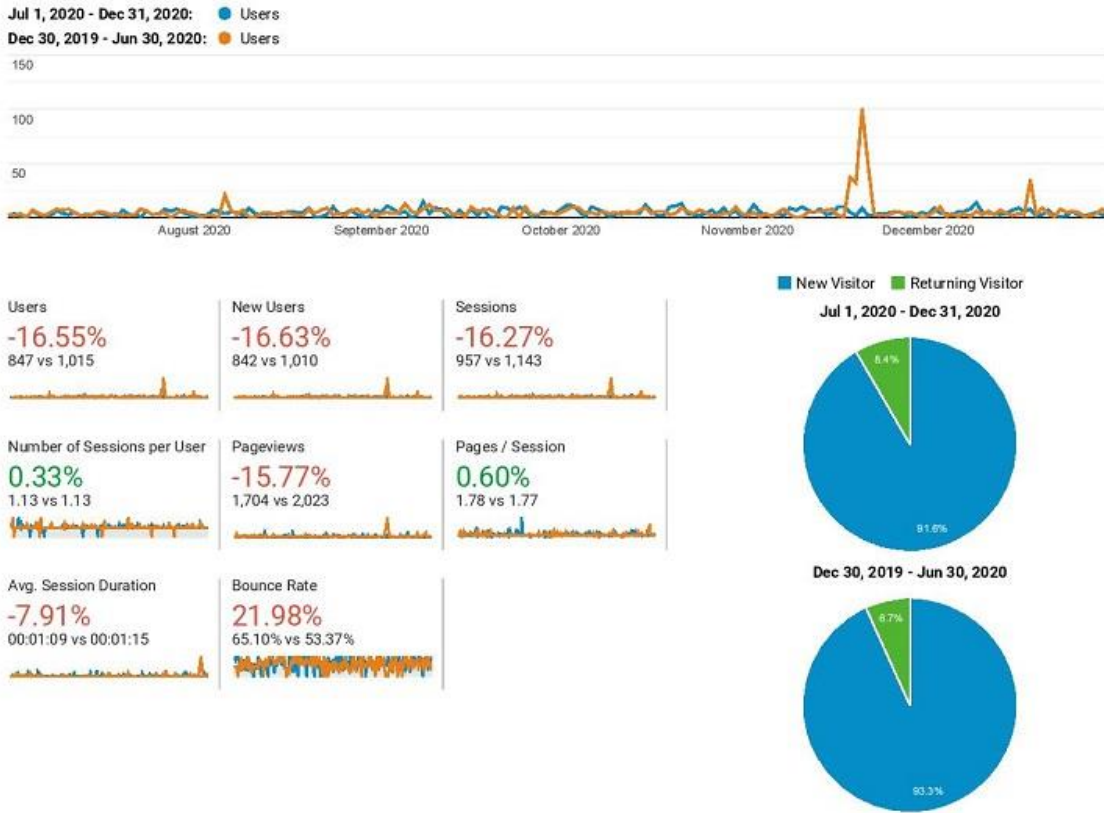 Jul 1, 2020 - Dec 31, 2020: Users
Dec 30, 2019 - Jun 30, 2020: Users
150
100
50
August 2020 September 2020 October 2020 November 2020 December 2020
New Visitor Returning Visitor
Jul 1, 2020 - Dec 31, 2020
8.4%
91.6%
Dec 30, 2019 - Jun 30, 2020
6.7%
93.3%
Users
-16.55%
847 vs 1,015
New Users
-16.63%
842 vs 1,010
Sessions
-16.27%
957 vs 1,143
Number of Sessions per User
0.33%
1.13 vs 1.13
Pageviews
-15.77%
1,704 vs 2,023
Pages / Session
0.60%
1.78 vs 1.77
Avg. Session Duration
-7.91%
00:01:09 vs 00:01:15
Bounce Rate
21.98%
65.10% vs 53.37%